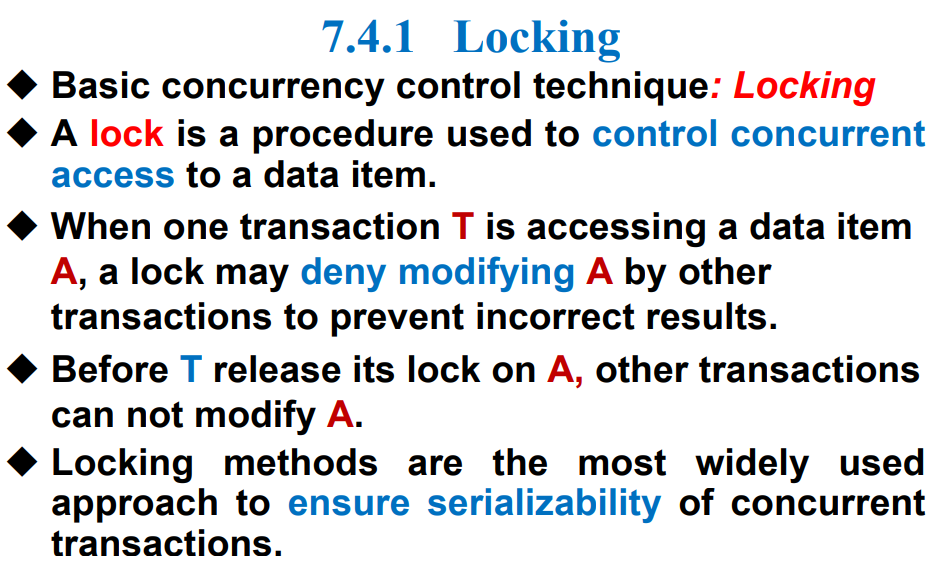 7.4.1 Locking
◆ Basic concurrency control technique: Locking
◆ A lock is a procedure used to control concurrent
access to a data item.
◆ When one transaction T is accessing a data item
A, a lock may deny modifying A by other
transactions to prevent incorrect results.
◆ Before T release its lock on A, other transactions
can not modify A.
◆ Locking methods are the most widely used
approach to ensure serializability of concurrent
transactions.